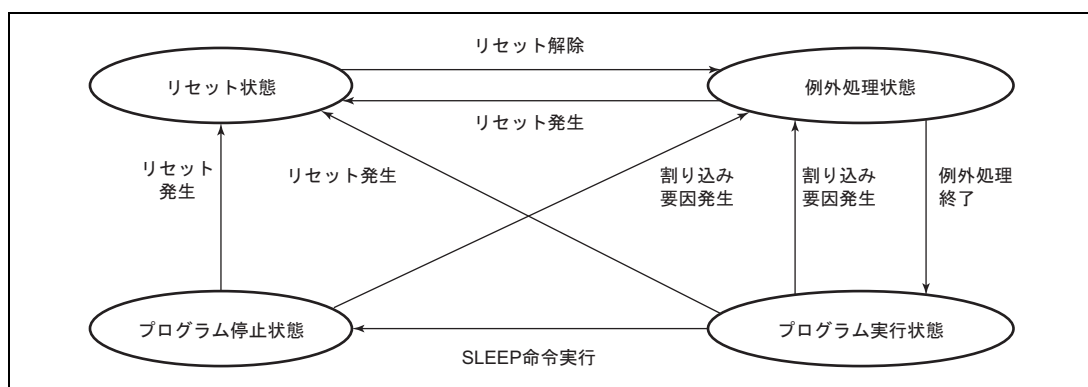 リセット解除
リセット状態
例外処理状態
リセット発生
リセット
発生
リセット発生
割り込み
要因発生
割り込み
要因発生
例外処理
終了
プログラム停止状態
プログラム実行状態
SLEEP命令実行